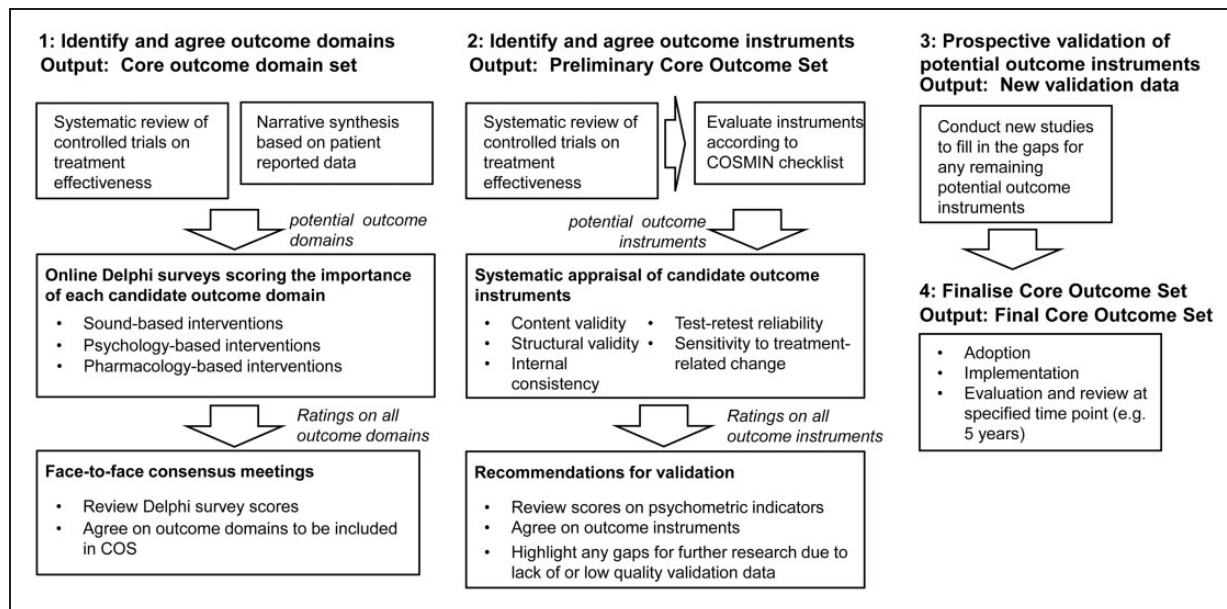 1: Identify and agree outcome domains
Output:  Core outcome domain set
Systematic review of
controlled trials on
treatment
effectiveness
Narrative synthesis
based on patient
reported data
potential outcome
domains
Online Delphi surveys scoring the importance
of each candidate outcome domain
• Sound-based interventions
• Psychology-based interventions
• Pharmacology-based interventions
Ratings on all
outcome domains
Face-to-face consensus meetings
• Review Delphi survey scores
• Agree on outcome domains to be included
in COS
2: Identify and agree outcome instruments
Output:  Preliminary Core Outcome Set
Systematic review of
controlled trials on
treatment
effectiveness
Evaluate instruments
according to
COSMIN checklist
potential outcome
instruments
Systematic appraisal of candidate outcome
instruments
• Content validity
• Structural validity
• Internal
consistency
• Test-retest reliability
• Sensitivity to treatment-
related change
Ratings on all
outcome instruments
Recommendations for validation
• Review scores on psychometric indicators
• Agree on outcome instruments
• Highlight any gaps for further research due to
lack of or low quality validation data
3: Prospective validation of
potential outcome instruments
Output:  New validation data
Conduct new studies
to fill in the gaps for
any remaining
potential outcome
instruments
4: Finalise Core Outcome Set
Output: Final Core Outcome Set
• Adoption
• Implementation
• Evaluation and review at
specified time point (e.g.
5 years)